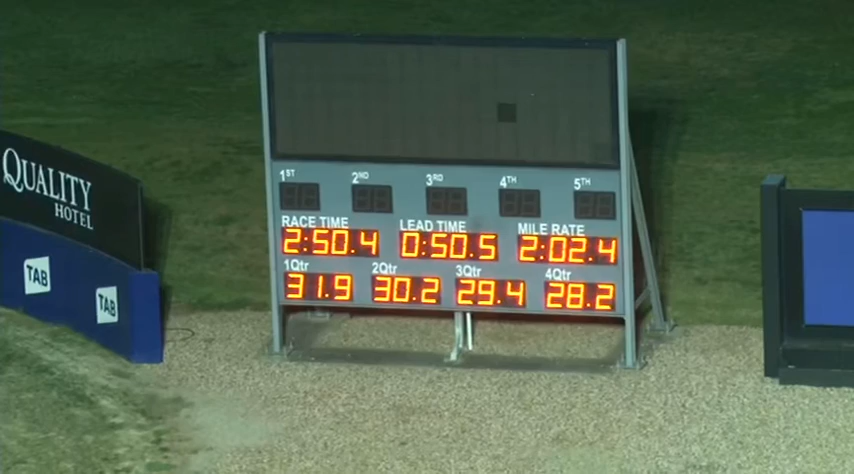 QUALITY
HOTEL
TAB
TAB
1ST 2ND 3RD 4TH 5TH
RACE TIME LEAD TIME MILE RATE
2:50.4 0:50.5 2:02.4
1Qtr 2Qtr 3Qtr 4Qtr
31.9 30.2 29.4 28.2